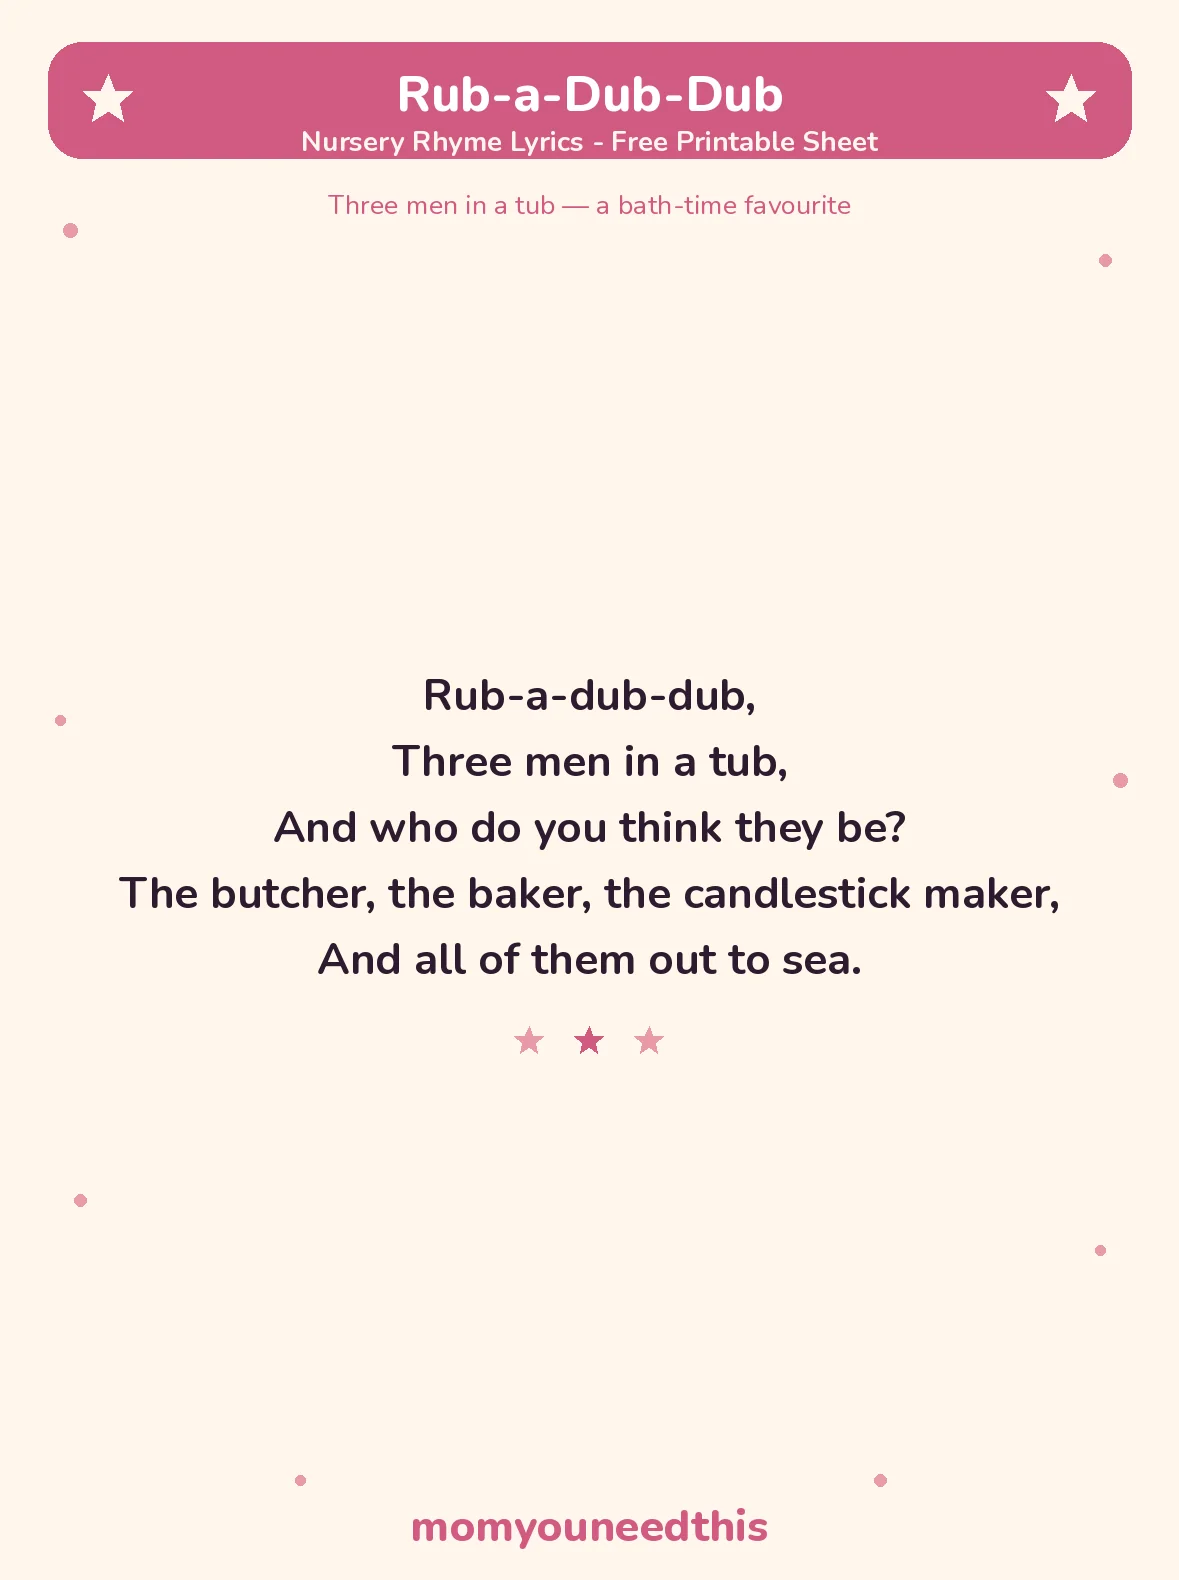 Rub-a-Dub-Dub
Nursery Rhyme Lyrics - Free Printable Sheet
Three men in a tub — a bath-time favourite
Rub-a-dub-dub,
Three men in a tub,
And who do you think they be?
The butcher, the baker, the candlestick maker,
And all of them out to sea.
momyouneedthis